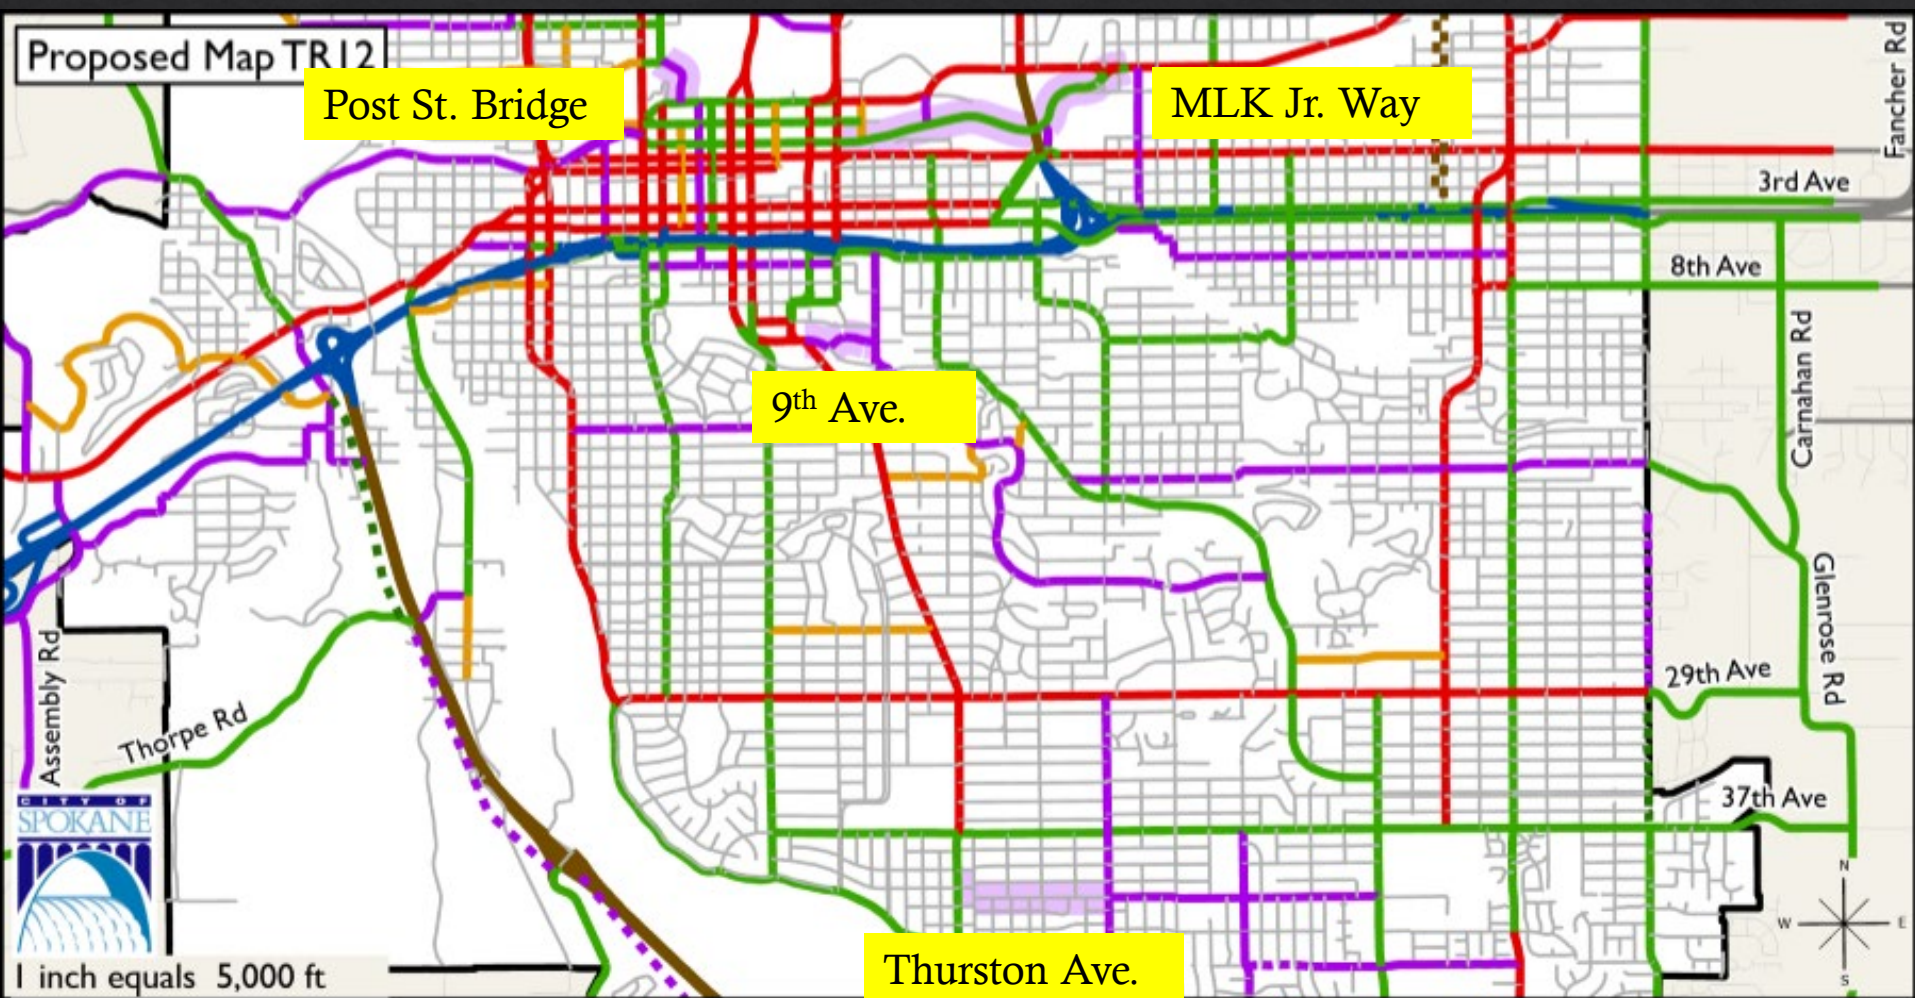 Proposed Map TR12
Post St. Bridge
MLK Jr. Way
Fancher Rd
3rd Ave
8th Ave
Carnahan Rd
9th Ave.
Glenrose Rd
29th Ave
Assembly Rd
Thorpe Rd
37th Ave
CITY OF
SPOKANE
N
W
E
S
Thurston Ave.
1 inch equals 5,000 ft